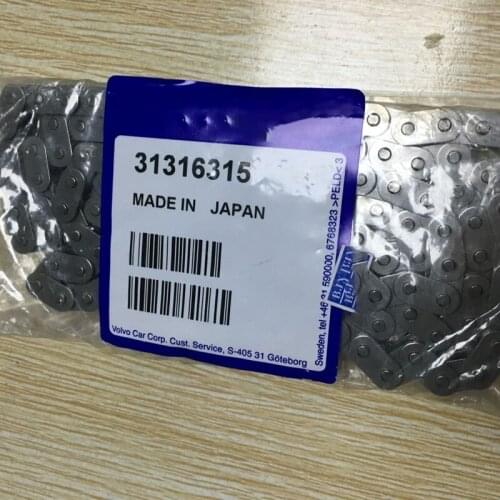 31316315
MADE IN JAPAN
Volvo Car Corp. Cust. Service, S-405 31 Göteborg
Sweden, tel +46 31 590000, 6768323 >PELD<3